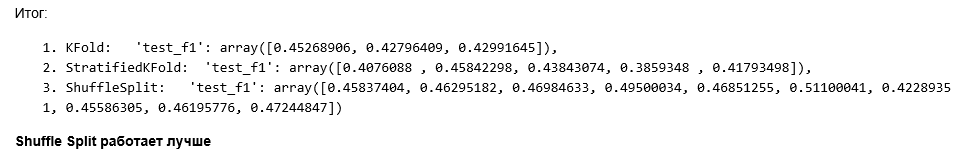 Итог:
1. KFold: 'test_f1': array([0.45268906, 0.42796409, 0.42991645]),
2. StratifiedKFold: 'test_f1': array([0.4076088 , 0.45842298, 0.43843074, 0.3859348 , 0.41793498]),
3. ShuffleSplit: 'test_f1': array([0.45837404, 0.46295182, 0.46984633, 0.49500034, 0.46851255, 0.51100041, 0.4228935
1, 0.45586305, 0.46195776, 0.47244847])
Shuffle Split работает лучше